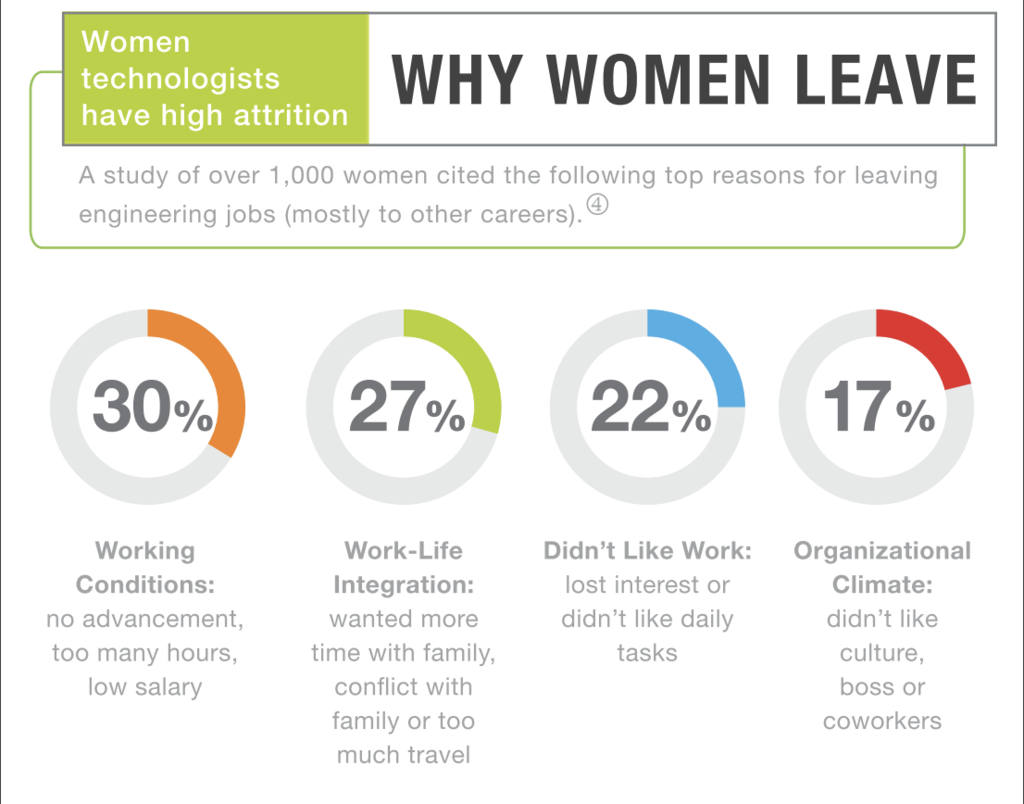 Women
technologists
have high attrition
WHY WOMEN LEAVE
A study of over 1,000 women cited the following top reasons for leaving
engineering jobs (mostly to other careers). ④
30%
27%
22%
17%
Working
Conditions:
no advancement,
too many hours,
low salary
Work-Life
Integration:
wanted more
time with family,
conflict with
family or too
much travel
Didn’t Like Work:
lost interest or
didn’t like daily
tasks
Organizational
Climate:
didn’t like
culture,
boss or
coworkers